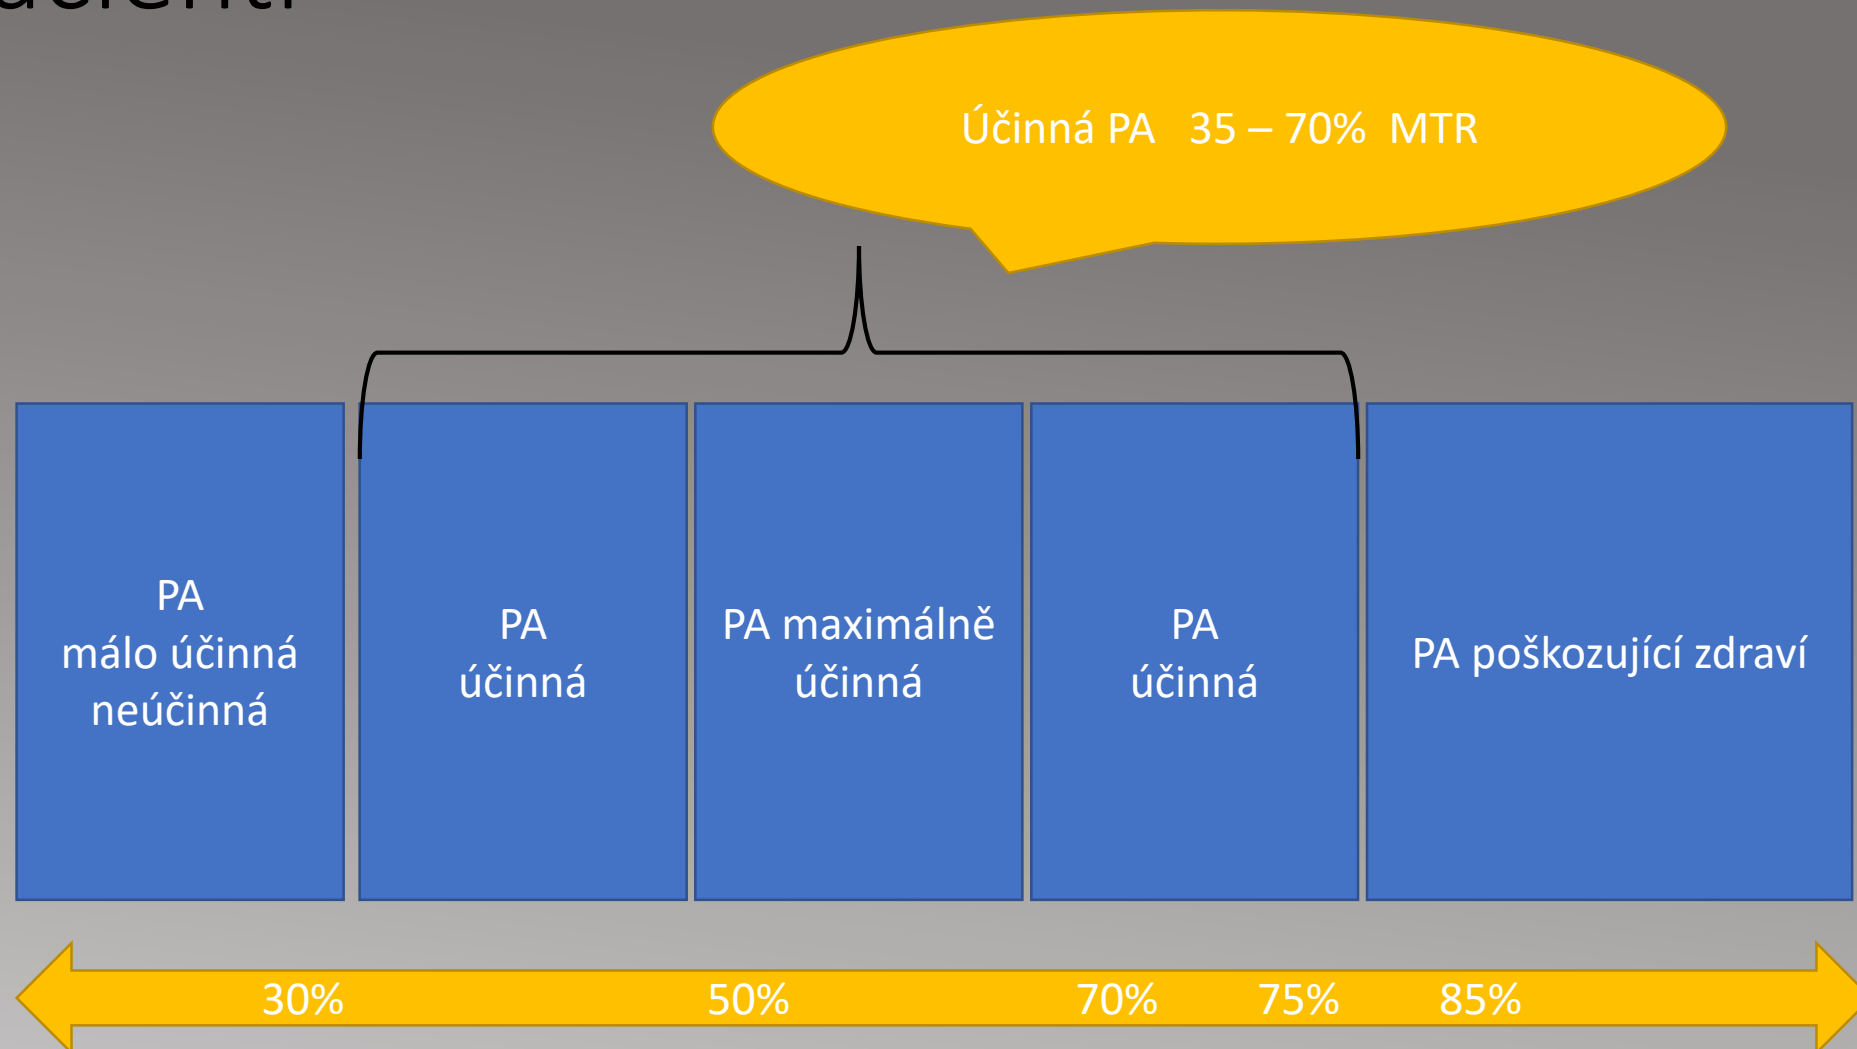 Účinná PA 35 – 70% MTR
PA
málo účinná
neúčinná
PA
účinná
PA maximálně
účinná
PA
účinná
PA poškozující zdraví
30% 50% 70% 75% 85%